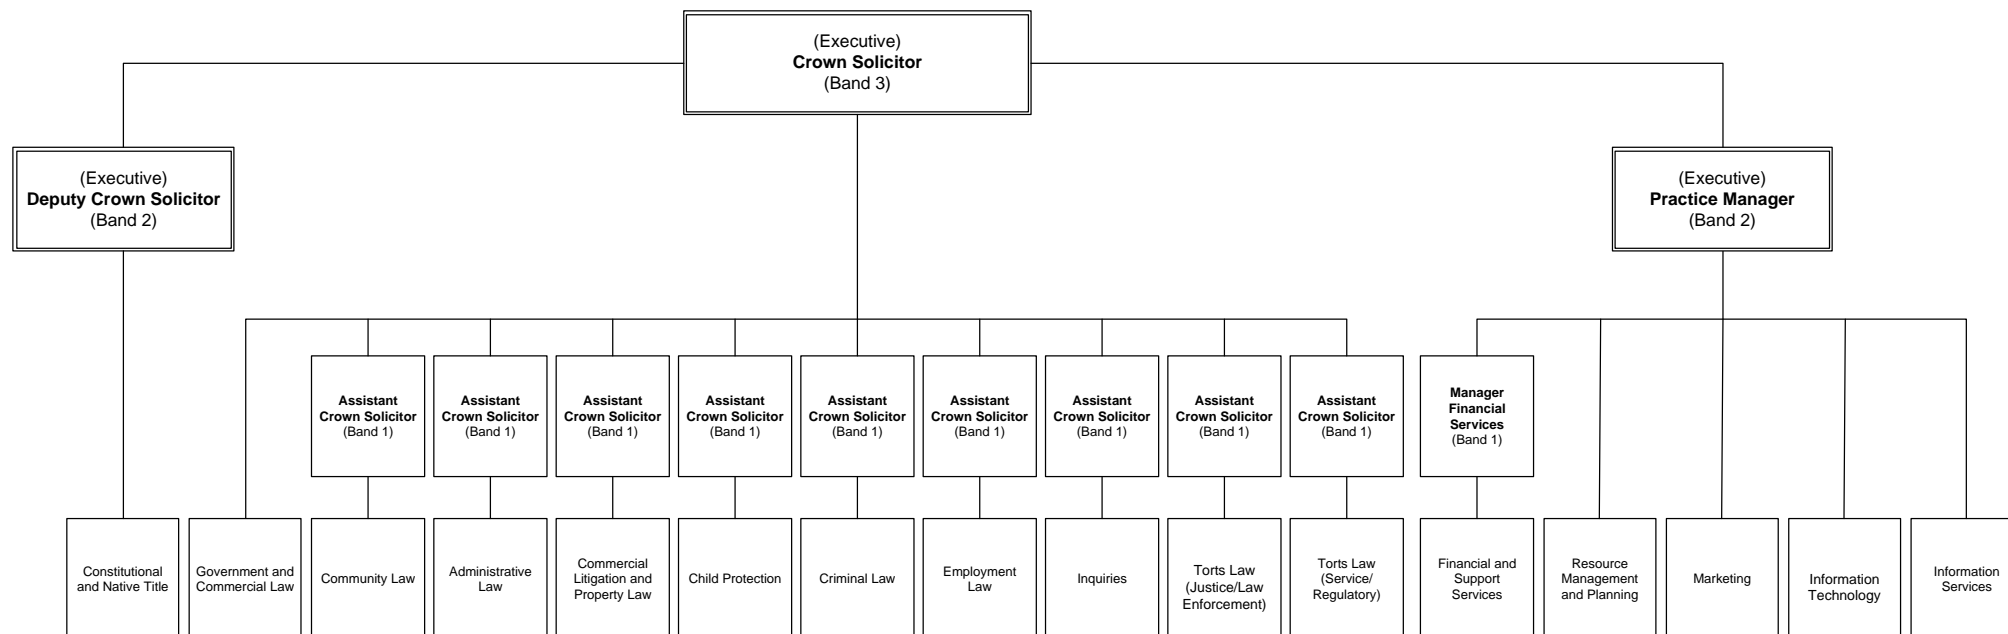 (Executive)
Crown Solicitor
(Band 3)
(Executive)
Deputy Crown Solicitor
(Band 2)
(Executive)
Practice Manager
(Band 2)
Assistant
Crown Solicitor
(Band 1)
Assistant
Crown Solicitor
(Band 1)
Assistant
Crown Solicitor
(Band 1)
Assistant
Crown Solicitor
(Band 1)
Assistant
Crown Solicitor
(Band 1)
Assistant
Crown Solicitor
(Band 1)
Assistant
Crown Solicitor
(Band 1)
Assistant
Crown Solicitor
(Band 1)
Assistant
Crown Solicitor
(Band 1)
Manager
Financial
Services
(Band 1)
Constitutional
and Native Title
Government and
Commercial Law
Community Law
Administrative
Law
Commercial
Litigation and
Property Law
Child Protection
Criminal Law
Employment
Law
Inquiries
Torts Law
(Justice/Law
Enforcement)
Torts Law
(Service/
Regulatory)
Financial and
Support
Services
Resource
Management
and Planning
Marketing
Information
Technology
Information
Services